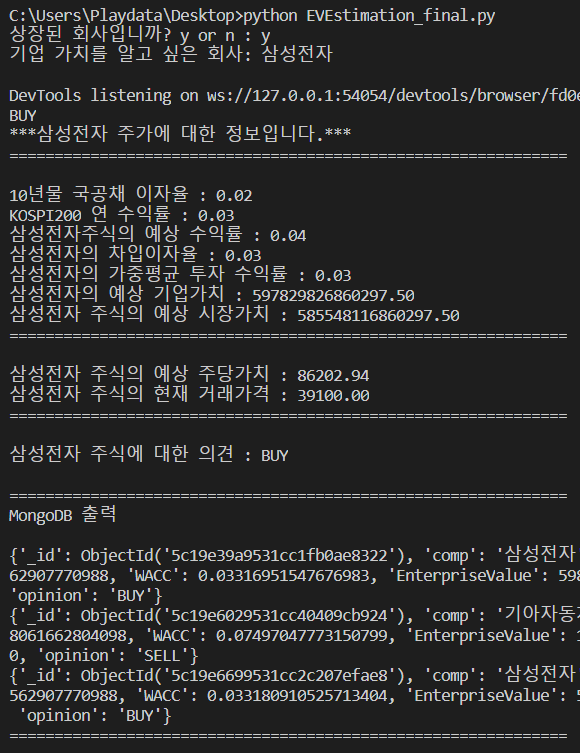 C:\Users\Playdata\Desktop>python EVEstimation_final.py
상장된 회사입니까? y or n : y
기업 가치를 알고 싶은 회사: 삼성전자
DevTools listening on ws://127.0.0.1:54054/devtools/browser/fd0
BUY
***삼성전자 주가에 대한 정보입니다.***
==============================================================
10년물 국공채 이자율 : 0.02
KOSPI200 연 수익률 : 0.03
삼성전자주식의 예상 수익률 : 0.04
삼성전자의 차입이자율 : 0.03
삼성전자의 가중평균 투자 수익률 : 0.03
삼성전자의 예상 기업가치 : 597829826860297.50
삼성전자 주식의 예상 시장가치 : 585548116860297.50
==============================================================
삼성전자 주식의 예상 주당가치 : 86202.94
삼성전자 주식의 현재 거래가격 : 39100.00
==============================================================
삼성전자 주식에 대한 의견 : BUY
==============================================================
MongoDB 출력
{'_id': ObjectId('5c19e39a9531cc1fb0ae8322'), 'comp': '삼성전자
62907770988, 'WACC': 0.03316951547676983, 'EnterpriseValue': 598
'opinion': 'BUY'}
{'_id': ObjectId('5c19e6029531cc40409cb924'), 'comp': '기아자동
8061662804098, 'WACC': 0.07497047773150799, 'EnterpriseValue': 1
0, 'opinion': 'SELL'}
{'_id': ObjectId('5c19e6699531cc2c207efae8'), 'comp': '삼성전자
562907770988, 'WACC': 0.033180910525713404, 'EnterpriseValue': 5
'opinion': 'BUY'}
==============================================================